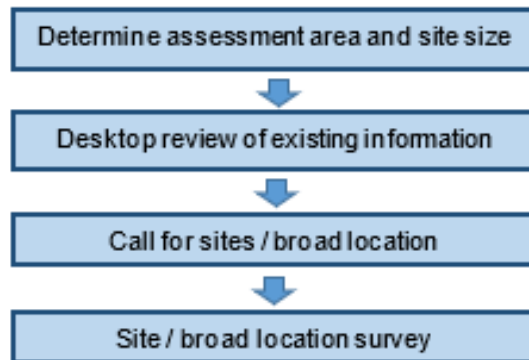 Determine assessment area and site size
Desktop review of existing information
Call for sites / broad location
Site / broad location survey